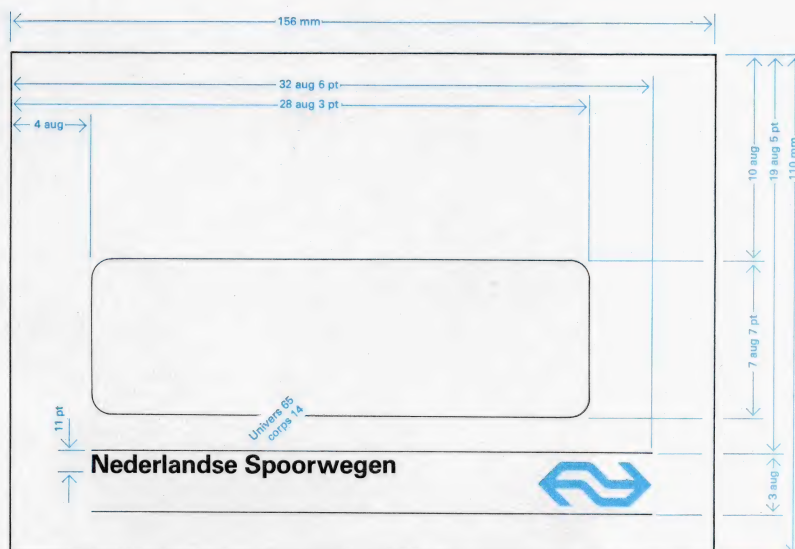 156 mm
32 aug 6 pt
28 aug 3 pt
4 aug
10 aug
19 aug 5 pt
110 mm
7 aug 7 pt
Univers 65
corps 14
11 pt
Nederlandse Spoorwegen
3 aug